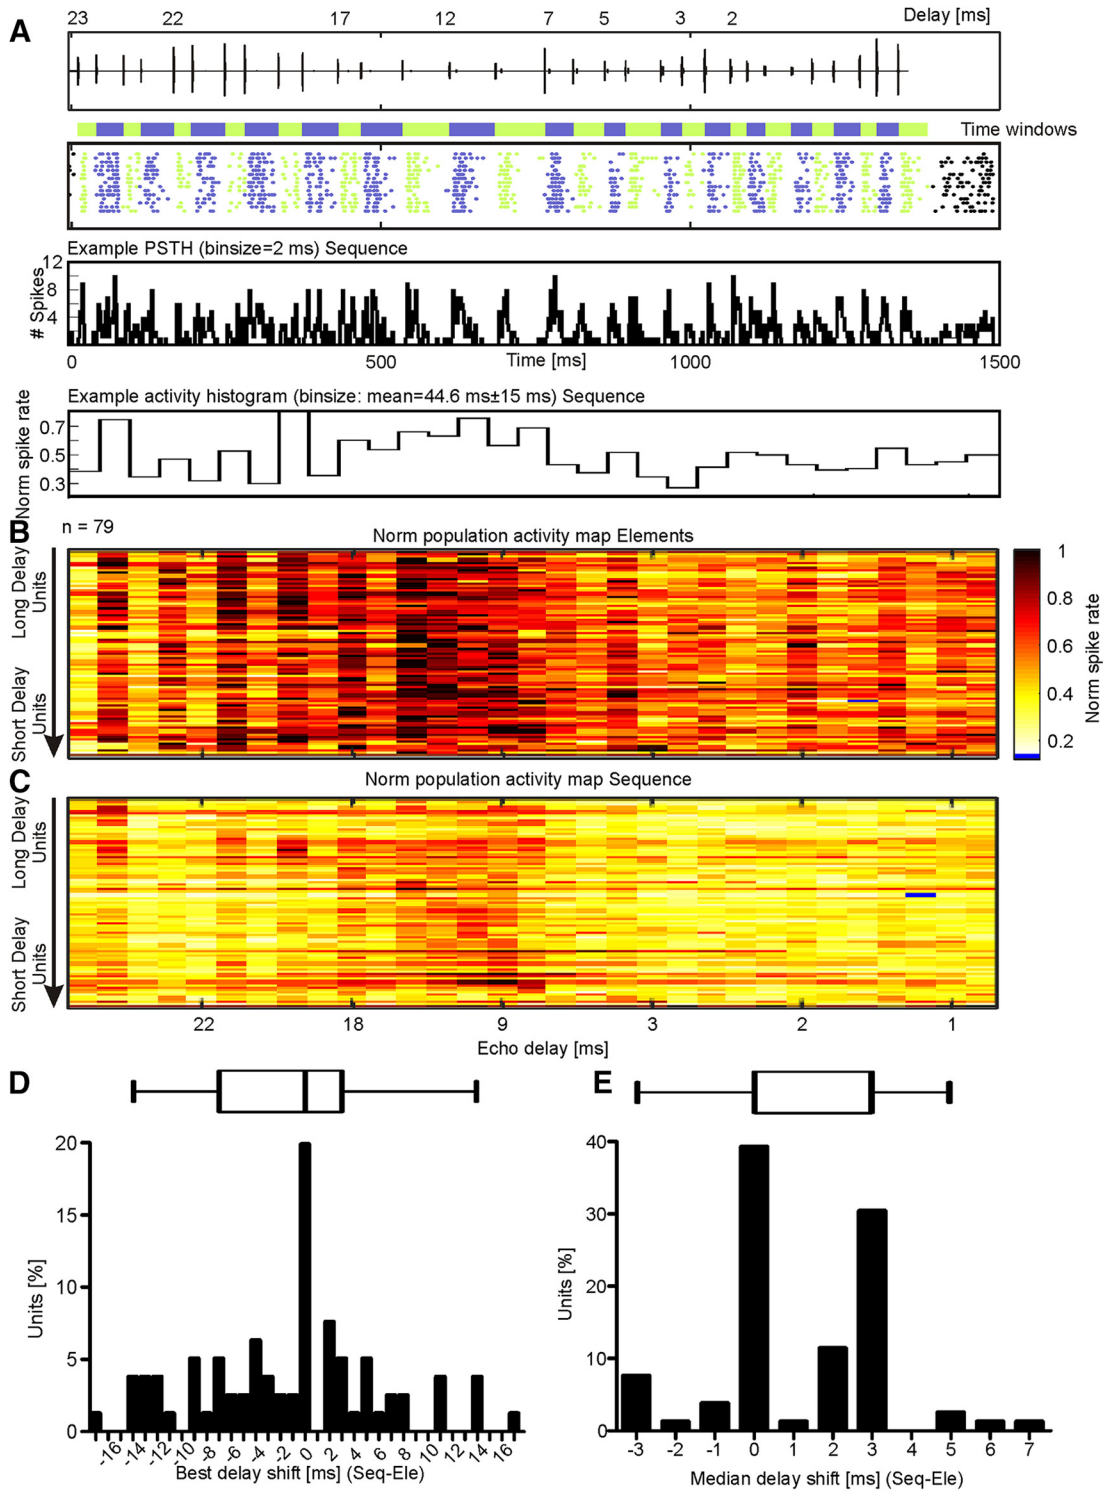 A
23 22 17 12 7 5 3 2 Delay [ms]
Time windows
Example PSTH (binsize=2 ms) Sequence
# Spikes
12
8
4
0 500 Time [ms] 1000 1500
Example activity histogram (binsize: mean=44.6 ms±15 ms) Sequence
Norm spike rate
0.7
0.5
0.3
B
n = 79
Norm population activity map Elements
Long Delay Units
Short Delay Units
1
0.8
0.6
0.4
0.2
Norm spike rate
C
Norm population activity map Sequence
Long Delay Units
Short Delay Units
22 18 9 3 2 1
Echo delay [ms]
D
20
15
10
5
0
Units [%]
-16 -14 -12 -10 -8 -6 -4 -2 0 2 4 6 8 10 12 14 16
Best delay shift [ms] (Seq-Ele)
E
40
30
20
10
0
Units [%]
-3 -2 -1 0 1 2 3 4 5 6 7
Median delay shift [ms] (Seq-Ele)